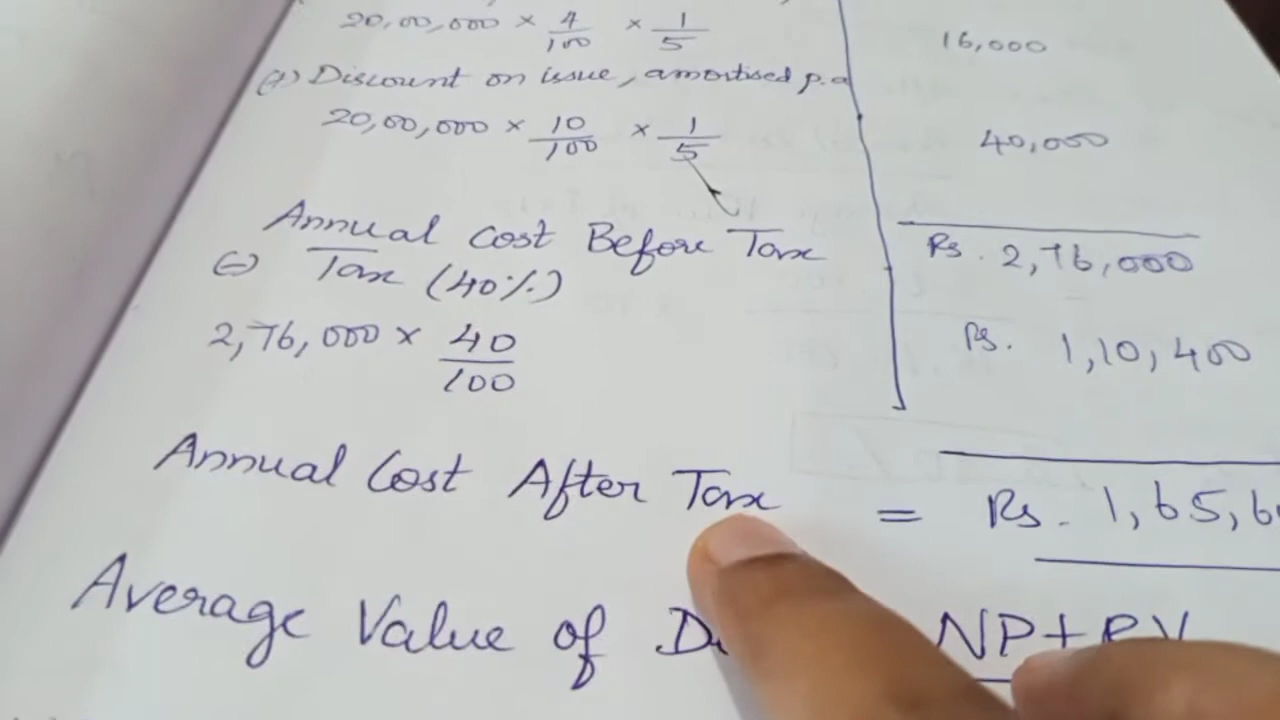 20,00,000 × 4/100 × 1/5 16,000
Discount on issue, amortised p.a
20,00,000 × 10/100 × 1/5 40,000
Annual Cost Before Tax Rs. 2,76,000
(-) Tax (40%)
2,76,000 × 40/100 Rs. 1,10,400
Annual Cost After Tax = Rs. 1,65,6
Average Value of NP+RV